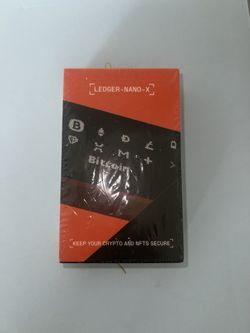 [LEDGER-NANO-X]
Bitcoin
[KEEP YOUR CRYPTO AND NFTS SECURE]